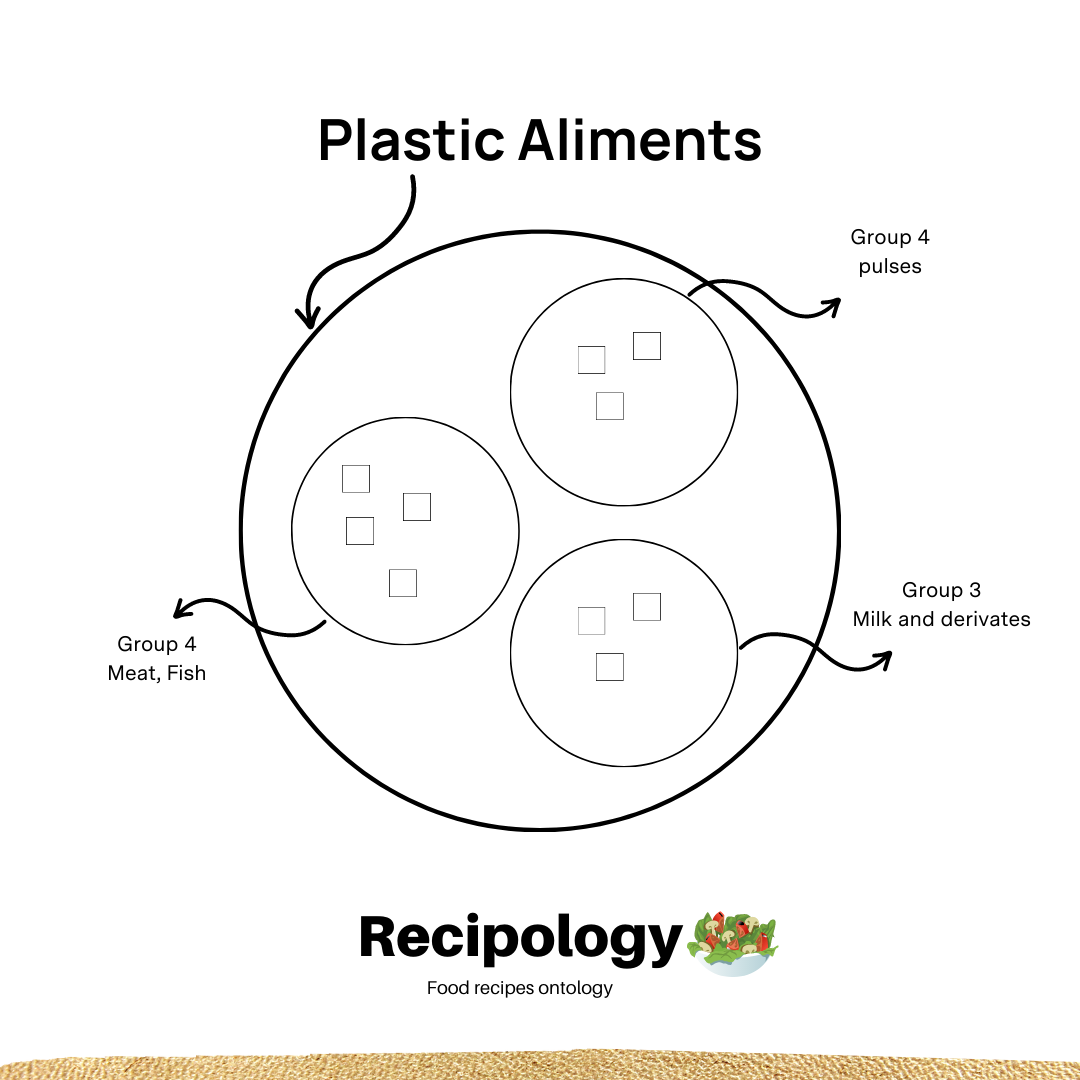 Plastic Aliments
Group 4
pulses
Group 3
Milk and derivates
Group 4
Meat, Fish
Recipology
Food recipes ontology